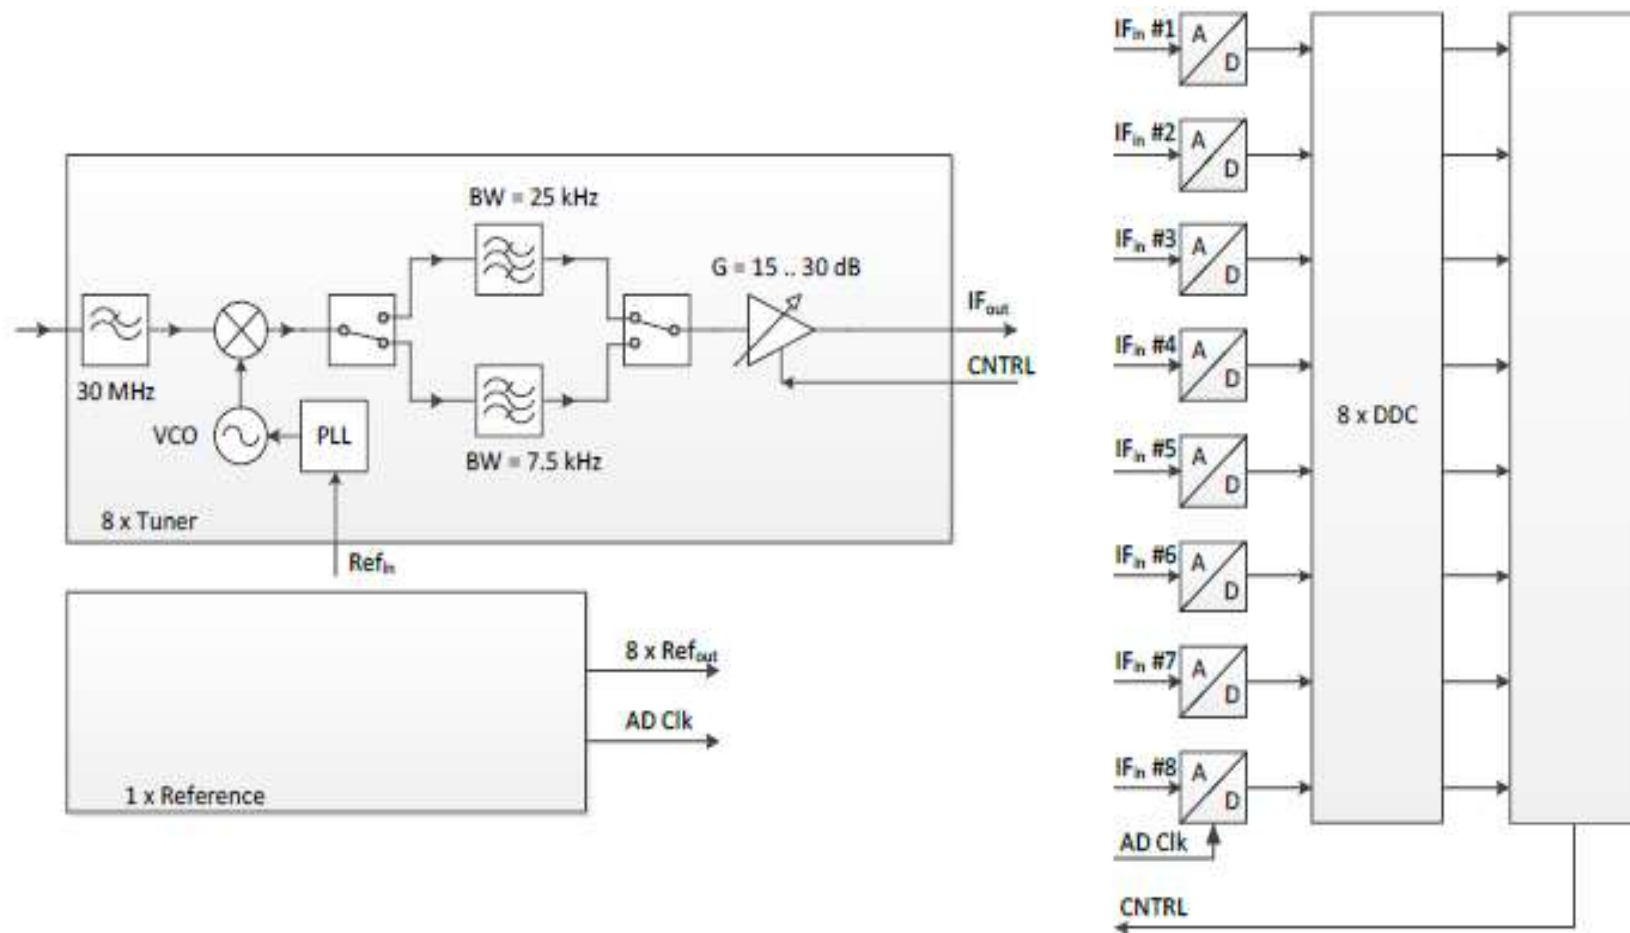 BW = 25 kHz
G = 15 .. 30 dB
IFout
CNTRL
30 MHz
VCO
PLL
BW = 7.5 kHz
8 x Tuner
Refin
8 x Refout
AD Clk
1 x Reference
IFin #1
A
D
IFin #2
A
D
IFin #3
A
D
IFin #4
A
D
8 x DDC
IFin #5
A
D
IFin #6
A
D
IFin #7
A
D
IFin #8
A
D
AD Clk
CNTRL